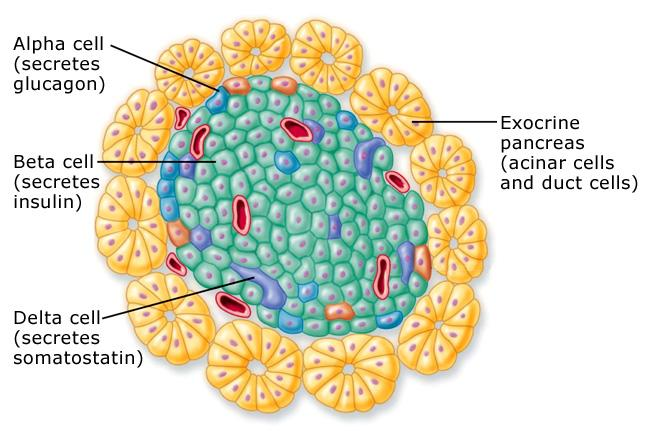 Alpha cell
(secretes
glucagon)
Beta cell
(secretes
insulin)
Delta cell
(secretes
somatostatin)
Exocrine
pancreas
(acinar cells
and duct cells)